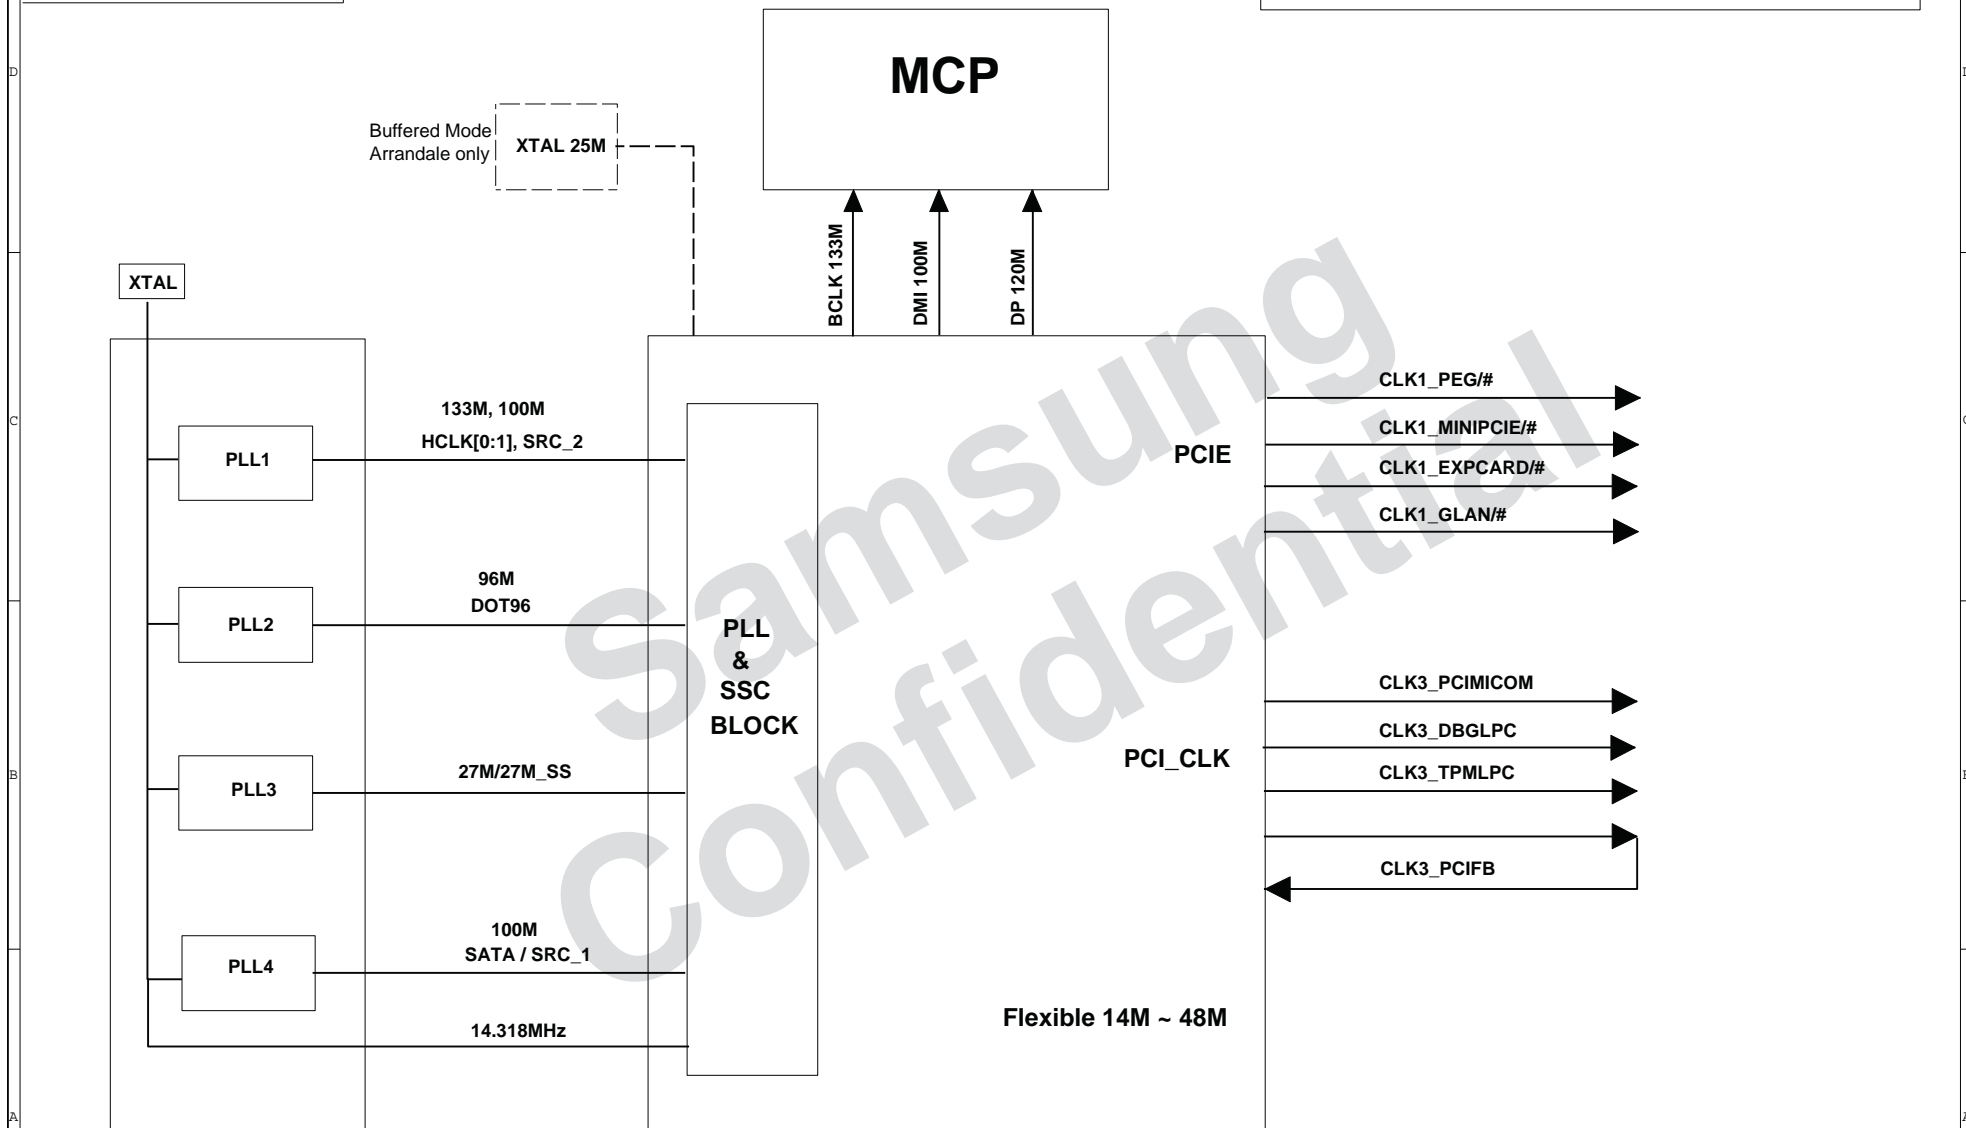 D
MCP
Buffered Mode
Arrandale only
XTAL 25M
BCLK 133M
DMI 100M
DP 120M
XTAL
133M, 100M
HCLK[0:1], SRC_2
C
PLL1
CLK1_PEG/#
CLK1_MINIPCIE/#
PCIE
CLK1_EXPCARD/#
CLK1_GLAN/#
96M
DOT96
PLL2
PLL
&
SSC
BLOCK
CLK3_PCIMICOM
CLK3_DBGLPC
PCI_CLK
CLK3_TPMLPC
B
27M/27M_SS
PLL3
CLK3_PCIFB
100M
SATA / SRC_1
PLL4
Flexible 14M ~ 48M
14.318MHz
A
Samsung
Confidential